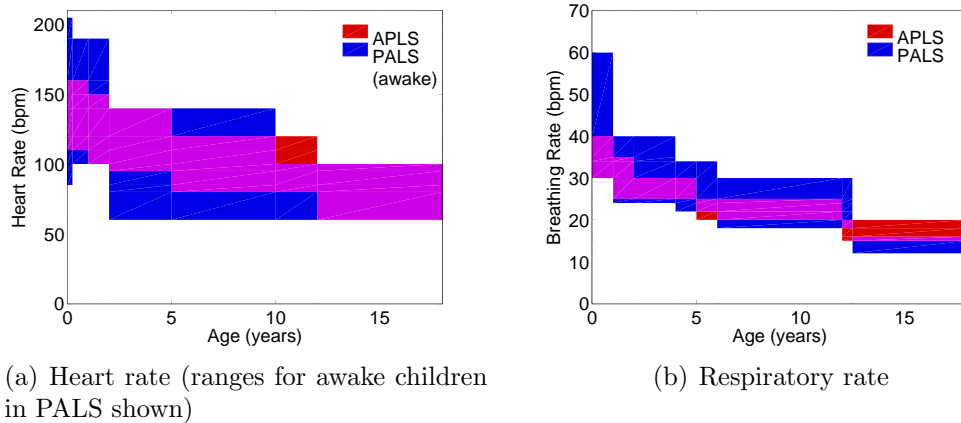 200
150
100
50
0
0
5
10
15
Heart Rate (bpm)
Age (years)
APLS
PALS
(awake)
(a) Heart rate (ranges for awake children
in PALS shown)
70
60
50
40
30
20
10
0
0
5
10
15
Breathing Rate (bpm)
Age (years)
APLS
PALS
(b) Respiratory rate